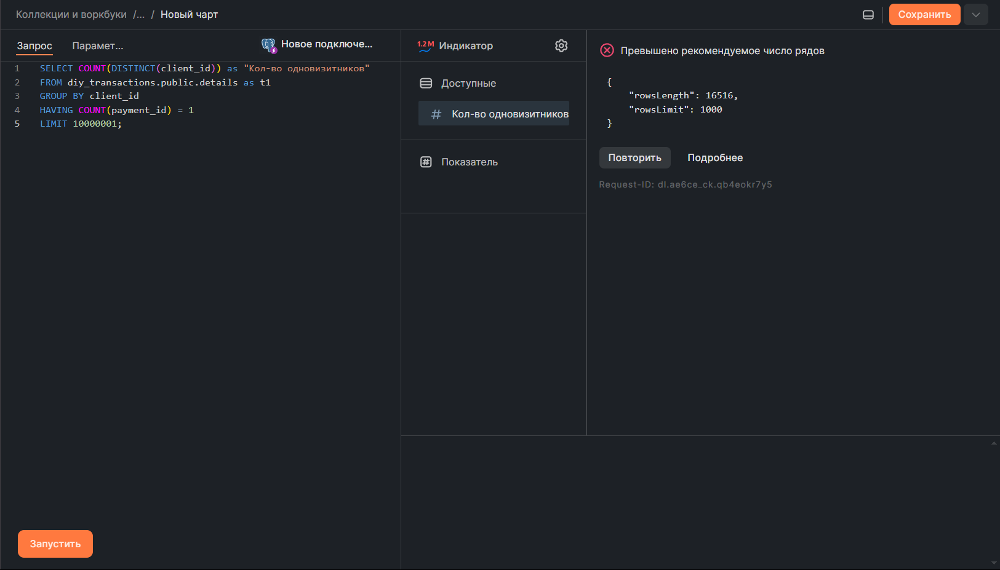 Коллекции и воркбуки /... / Новый чарт
Сохранить
Запрос Парамет... Новое подключе...
1 SELECT COUNT(DISTINCT(client_id)) as "Кол-во одновизитников"
2 FROM diy_transactions.public.details as t1
3 GROUP BY client_id
4 HAVING COUNT(payment_id) = 1
5 LIMIT 10000001;
Запустить
1.2 M Индикатор
Доступные
# Кол-во одновизитников
Показатель
Превышено рекомендуемое число рядов
{
"rowsLength": 16516,
"rowsLimit": 1000
}
Повторить Подробнее
Request-ID: dl.ae6ce_ck.qb4eokr7y5